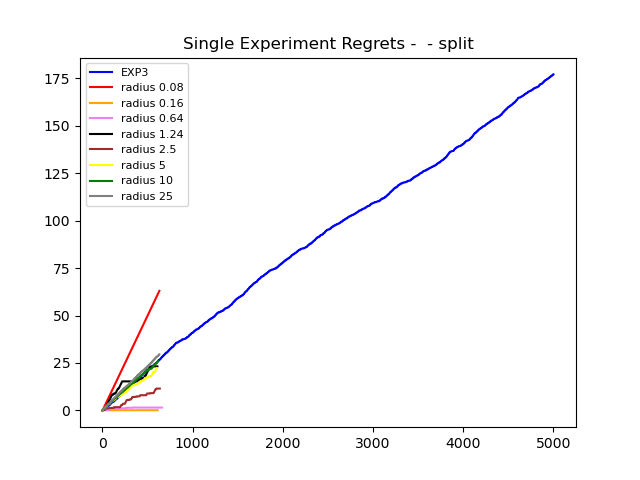 Single Experiment Regrets -  - split
EXP3
radius 0.08
radius 0.16
radius 0.64
radius 1.24
radius 2.5
radius 5
radius 10
radius 25
175
150
125
100
75
50
25
0
0 1000 2000 3000 4000 5000